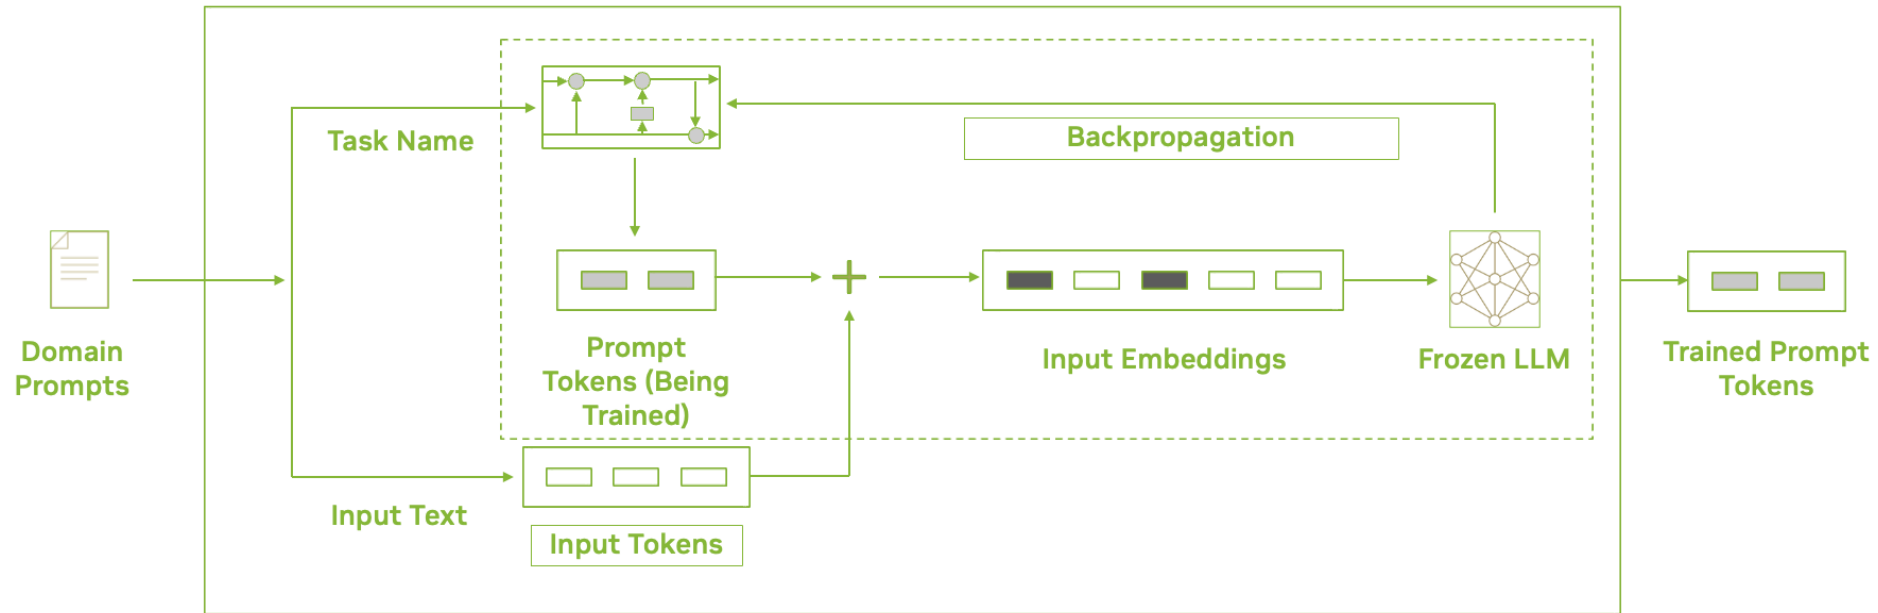 Task Name
Backpropagation
Domain
Prompts
Prompt
Tokens (Being
Trained)
Input Embeddings
Frozen LLM
Trained Prompt
Tokens
Input Text
Input Tokens